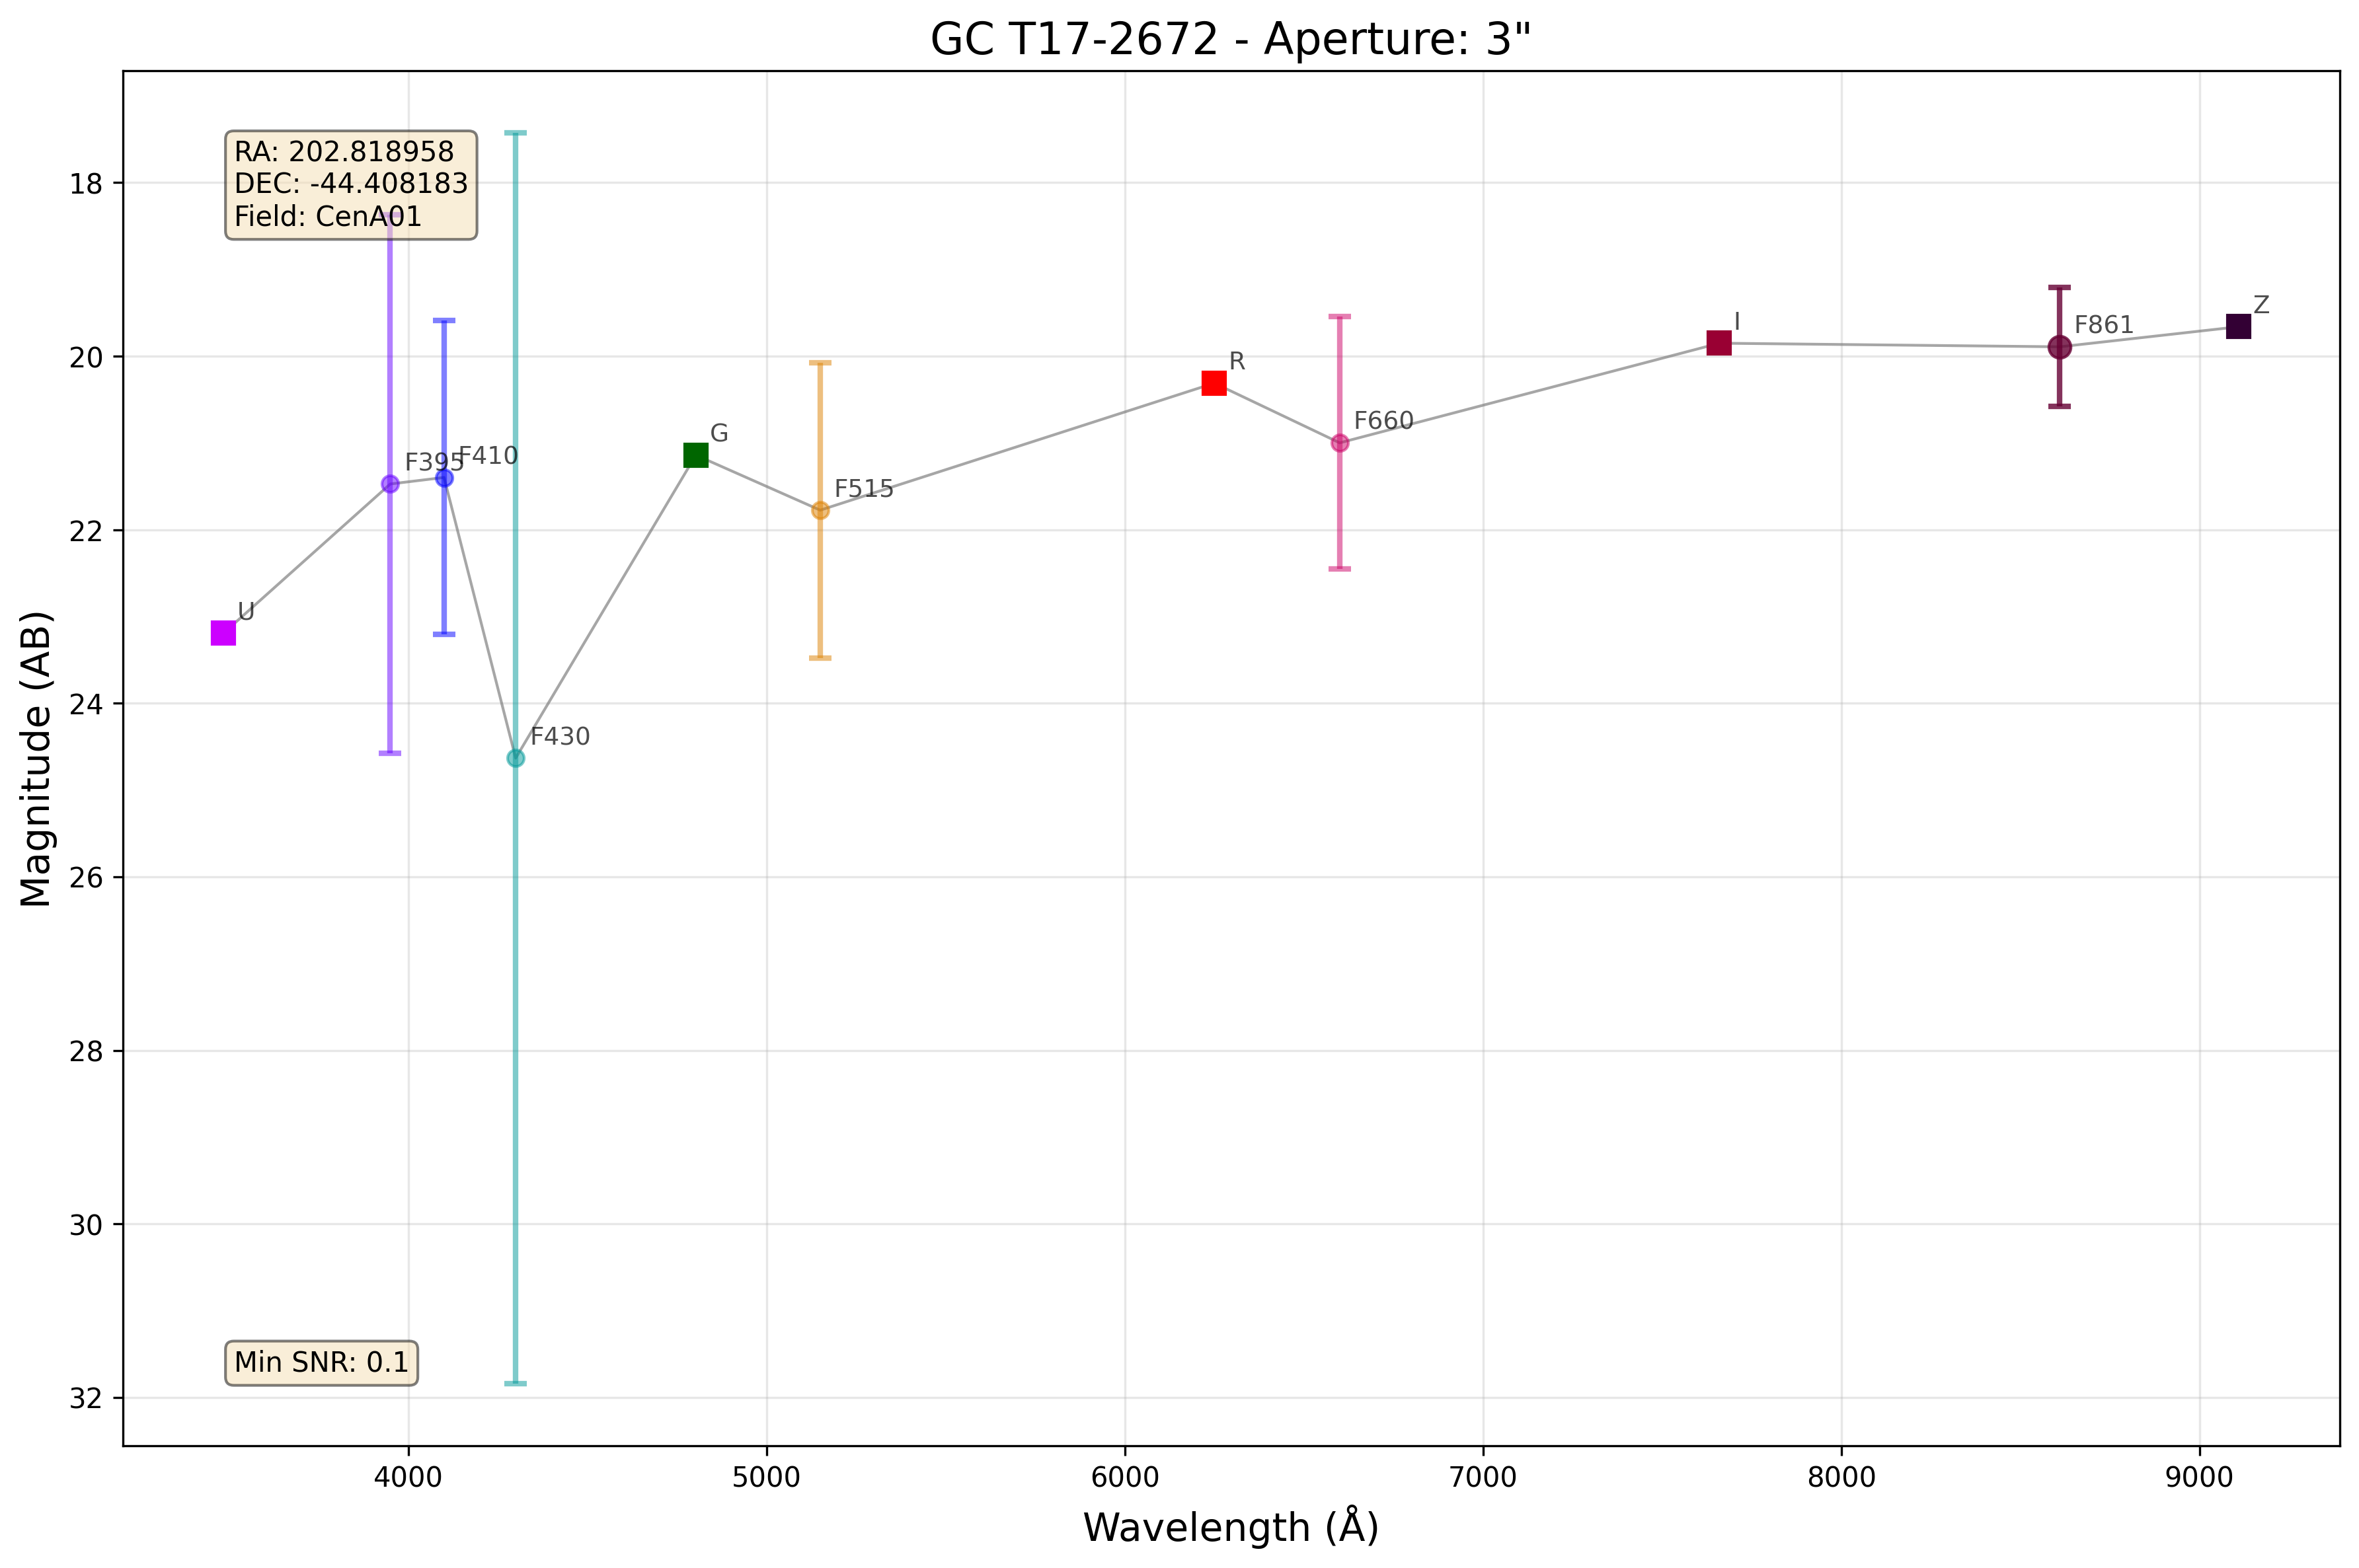 GC T17-2672 - Aperture: 3"
RA: 202.818958
DEC: -44.408183
Field: CenA01
Magnitude (AB)
18
20
22
24
26
28
30
32
U
F395
F410
F430
G
F515
R
F660
I
F861
Z
Min SNR: 0.1
4000
5000
6000
7000
8000
9000
Wavelength (Å)